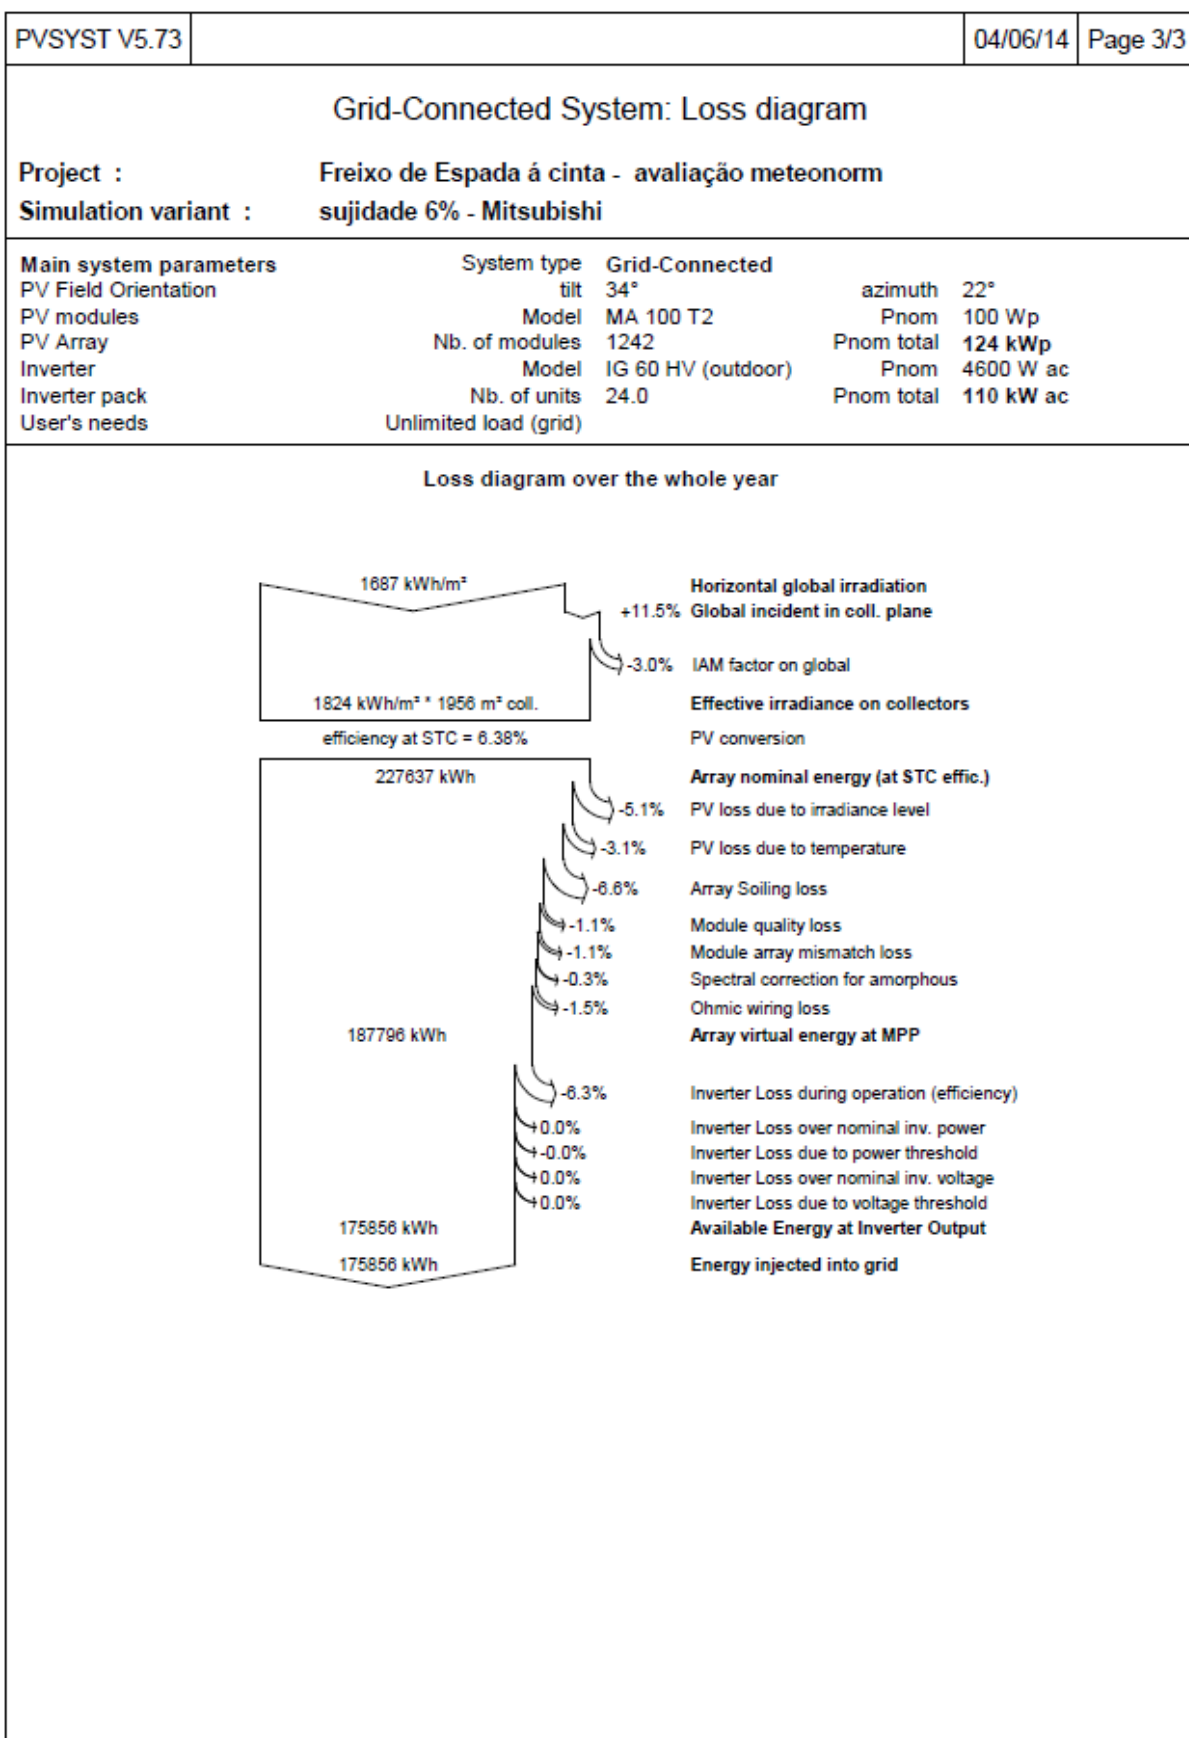 PVSYST V5.73 04/06/14 Page 3/3
Grid-Connected System: Loss diagram
Project : Freixo de Espada á cinta - avaliação meteonorm
Simulation variant : sujidade 6% - Mitsubishi
Main system parameters System type Grid-Connected
PV Field Orientation tilt 34° azimuth 22°
PV modules Model MA 100 T2 Pnom 100 Wp
PV Array Nb. of modules 1242 Pnom total 124 kWp
Inverter Model IG 60 HV (outdoor) Pnom 4600 W ac
Inverter pack Nb. of units 24.0 Pnom total 110 kW ac
User's needs Unlimited load (grid)
Loss diagram over the whole year
1687 kWh/m² Horizontal global irradiation
+11.5% Global incident in coll. plane
-3.0% IAM factor on global
1824 kWh/m² * 1956 m² coll. Effective irradiance on collectors
efficiency at STC = 6.38% PV conversion
227637 kWh Array nominal energy (at STC effic.)
-5.1% PV loss due to irradiance level
-3.1% PV loss due to temperature
-6.6% Array Soiling loss
-1.1% Module quality loss
-1.1% Module array mismatch loss
-0.3% Spectral correction for amorphous
-1.5% Ohmic wiring loss
187796 kWh Array virtual energy at MPP
-6.3% Inverter Loss during operation (efficiency)
0.0% Inverter Loss over nominal inv. power
-0.0% Inverter Loss due to power threshold
0.0% Inverter Loss over nominal inv. voltage
0.0% Inverter Loss due to voltage threshold
175856 kWh Available Energy at Inverter Output
175856 kWh Energy injected into grid